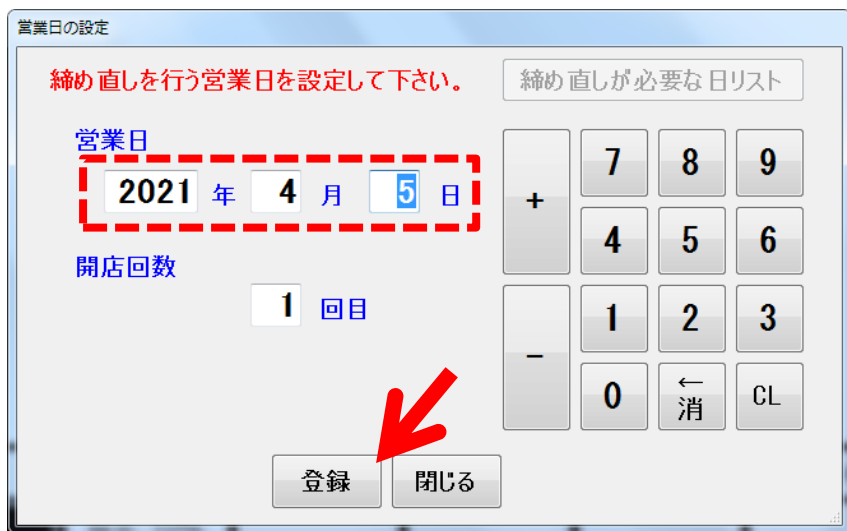 営業日の設定
締め直しを行う営業日を設定して下さい。
締め直しが必要な日リスト
営業日
2021 年 4 月 5 日
開店回数
1 回目
+ 7 8 9
4 5 6
- 1 2 3
0 ←消 CL
登録 閉じる